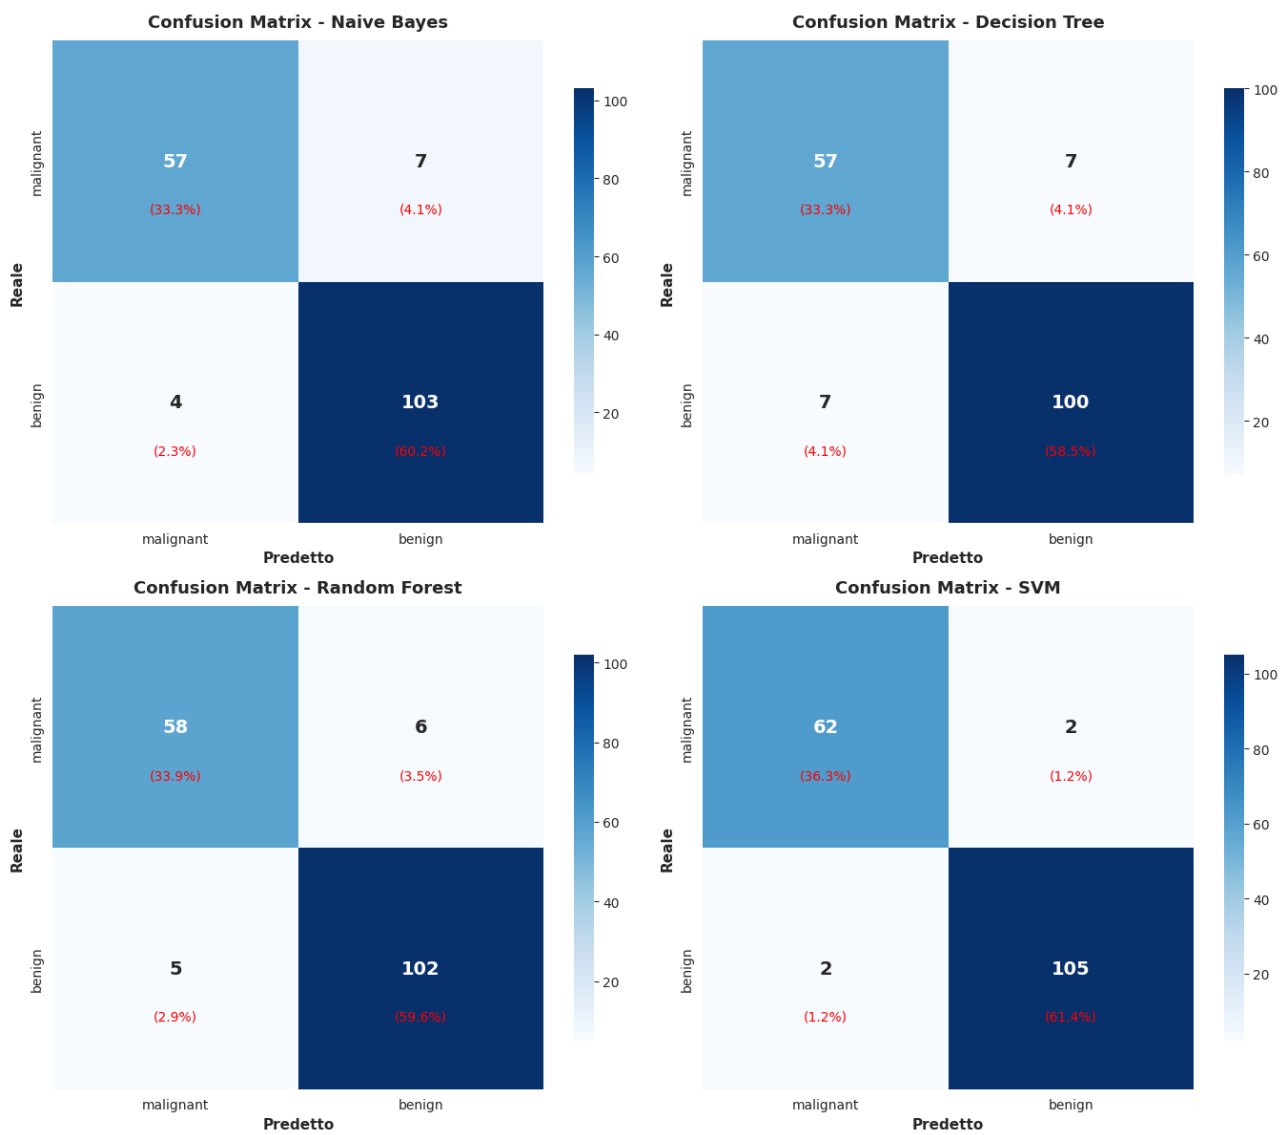 Confusion Matrix - Naive Bayes
malignant
benign
Reale
57
(33.3%)
7
(4.1%)
4
(2.3%)
103
(60.2%)
malignant
benign
Predetto
100
80
60
40
20
Confusion Matrix - Decision Tree
malignant
benign
Reale
57
(33.3%)
7
(4.1%)
7
(4.1%)
100
(58.5%)
malignant
benign
Predetto
100
80
60
40
20
Confusion Matrix - Random Forest
malignant
benign
Reale
58
(33.9%)
6
(3.5%)
5
(2.9%)
102
(59.6%)
malignant
benign
Predetto
100
80
60
40
20
Confusion Matrix - SVM
malignant
benign
Reale
62
(36.3%)
2
(1.2%)
2
(1.2%)
105
(61.4%)
malignant
benign
Predetto
100
80
60
40
20